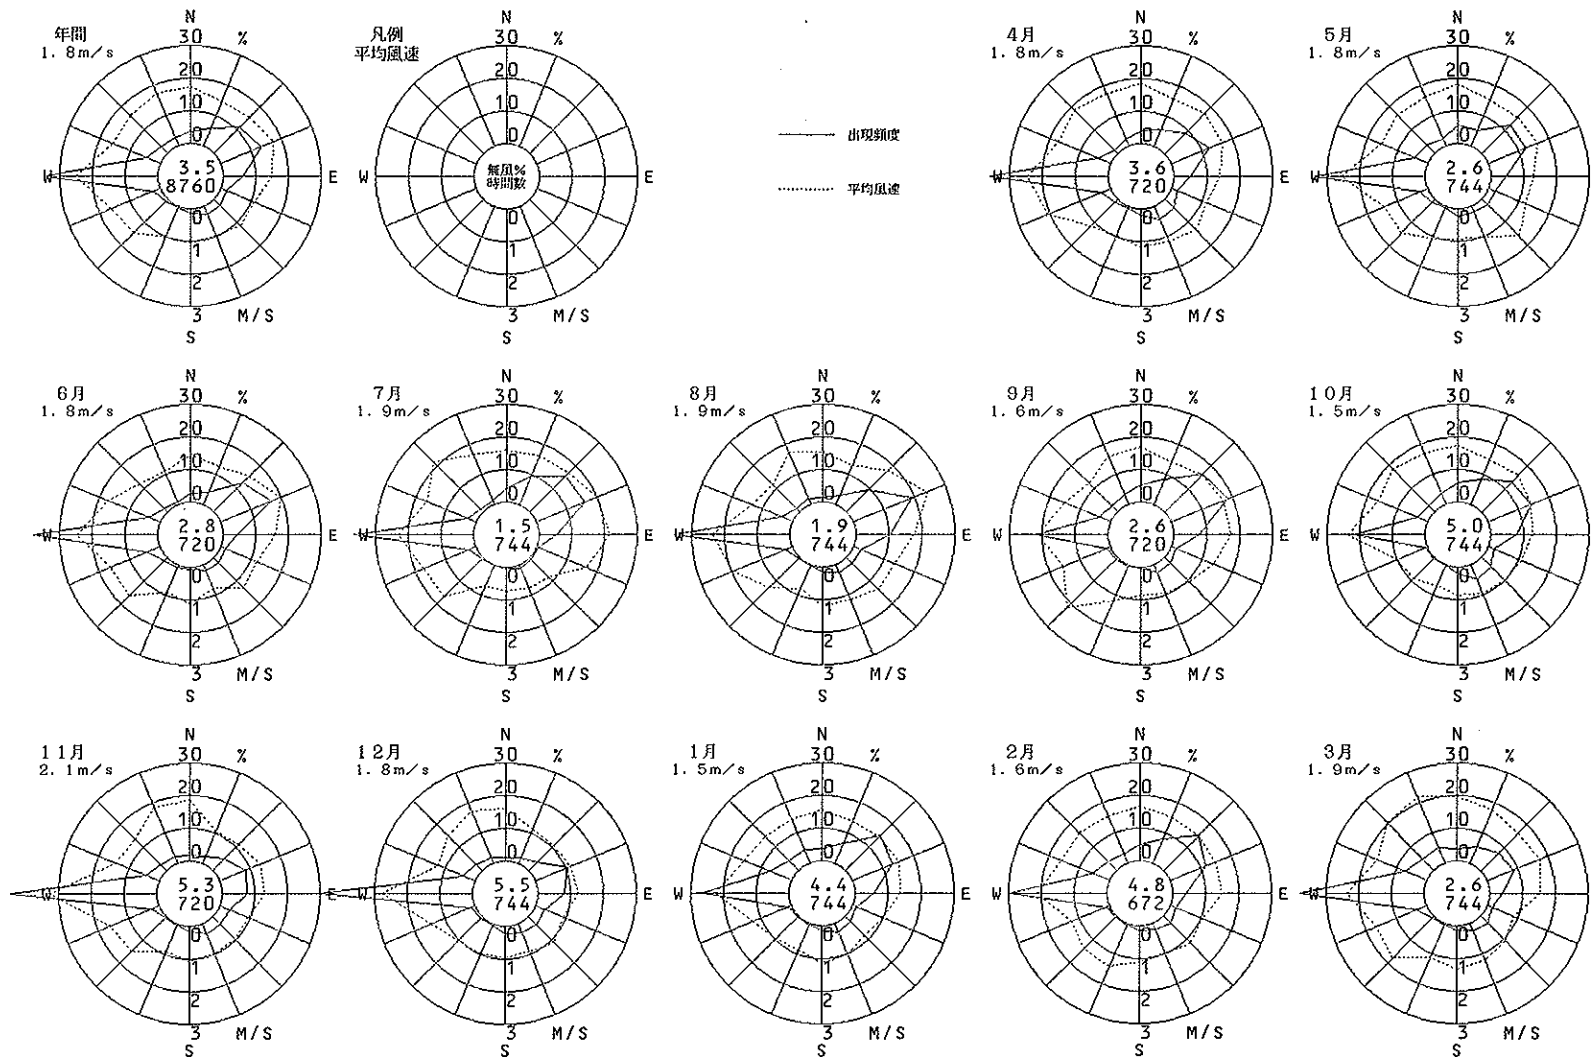 N
年間 30 %
1.8m/s
20
10
0
W 3.5 E
8760
0
1
2
3 M/S
S
N
凡例 30 %
平均風速
20
10
0
W 無風% E
時間数
0
1
2
3 M/S
S
出現頻度
平均風速
N
4月 30 %
1.8m/s
20
10
0
W 3.6 E
720
0
1
2
3 M/S
S
N
5月 30 %
1.8m/s
20
10
0
W 2.6
744
0
1
2
3 M/S
S
N
6月 30 %
1.8m/s
20
10
0
W 2.8 E
720
0
1
2
3 M/S
S
N
7月 30 %
1.9m/s
20
10
0
W 1.5 E
744
0
1
2
3 M/S
S
N
8月 30 %
1.9m/s
20
10
0
W 1.9 E
744
0
1
2
3 M/S
S
N
9月 30 %
1.6m/s
20
10
0
W 2.6 E
720
0
1
2
3 M/S
S
N
10月 30 %
1.5m/s
20
10
0
W 5.0
744
0
1
2
3 M/S
S
N
11月 30 %
2.1m/s
20
10
0
W 5.3 E
720
0
1
2
3 M/S
S
N
12月 30 %
1.8m/s
20
10
0
W 5.5 E
744
0
1
2
3 M/S
S
N
1月 30 %
1.5m/s
20
10
0
W 4.4 E
744
0
1
2
3 M/S
S
N
2月 30 %
1.6m/s
20
10
0
W 4.8 E
672
0
1
2
3 M/S
S
N
3月 30 %
1.9m/s
20
10
0
W 2.6
744
0
1
2
3 M/S
S